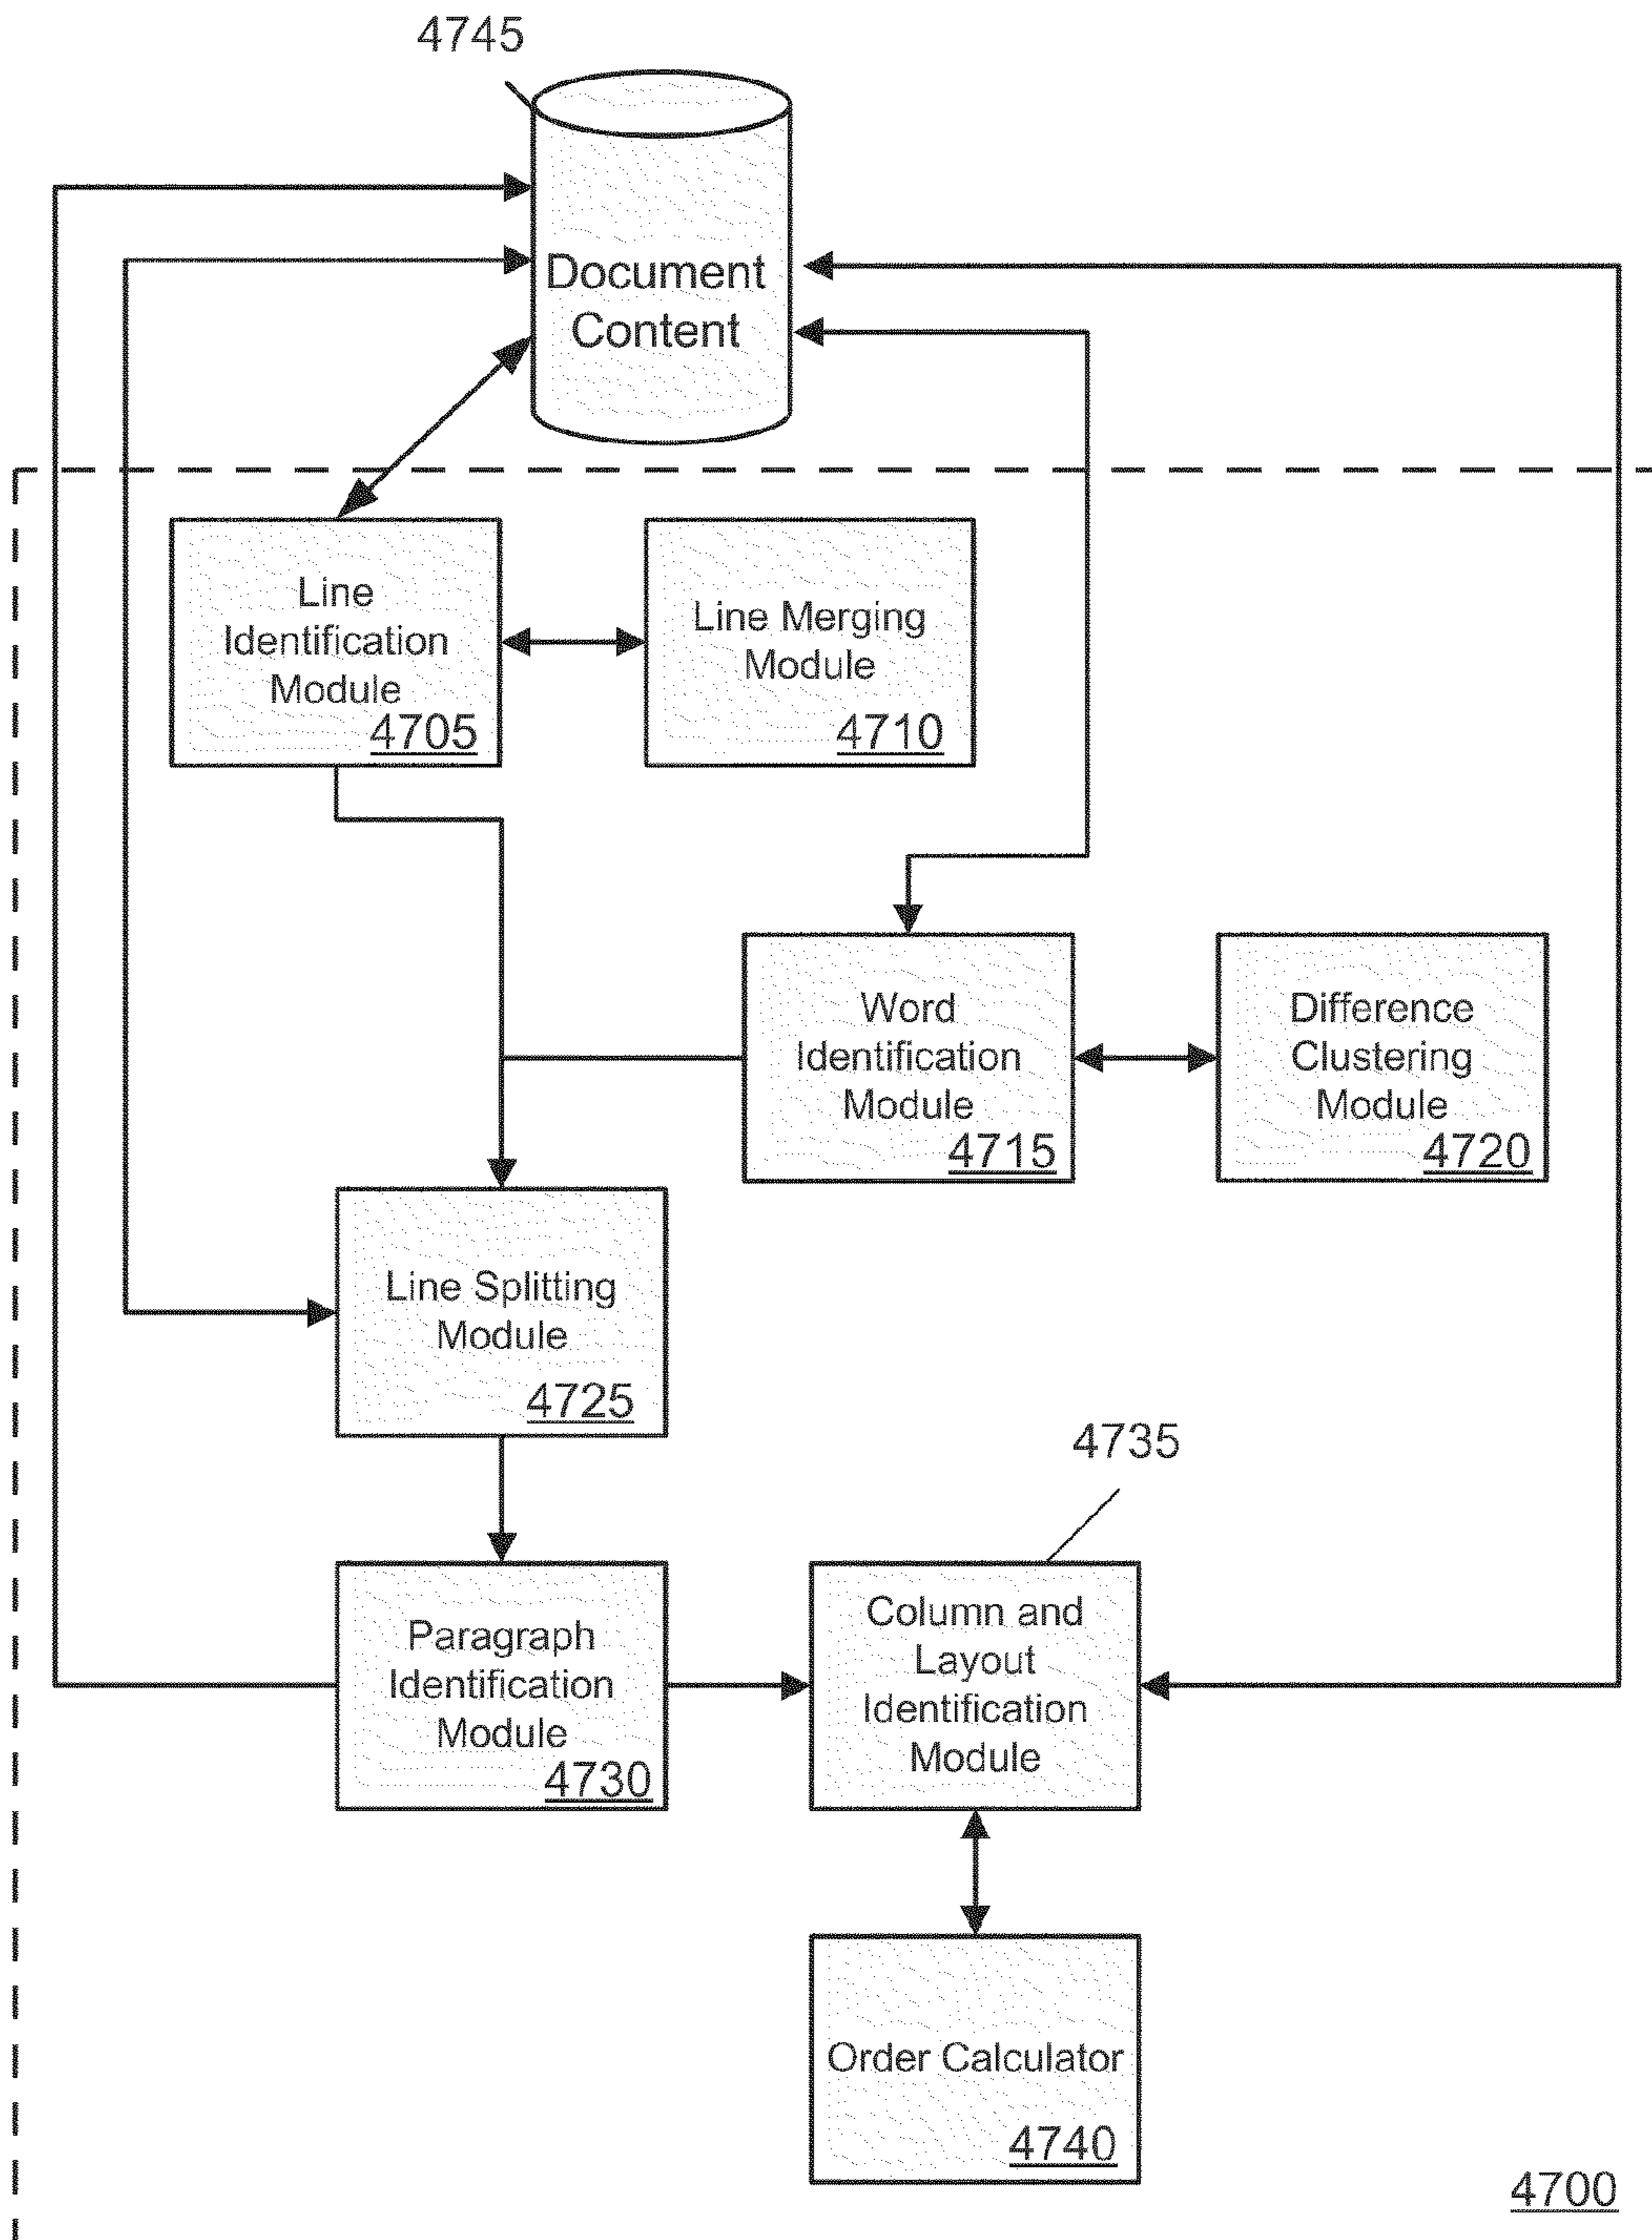 4745
Document
Content
Line
Identification
Module
4705
Line Merging
Module
4710
Word
Identification
Module
4715
Difference
Clustering
Module
4720
Line Splitting
Module
4725
4735
Paragraph
Identification
Module
4730
Column and
Layout
Identification
Module
Order Calculator
4740
4700